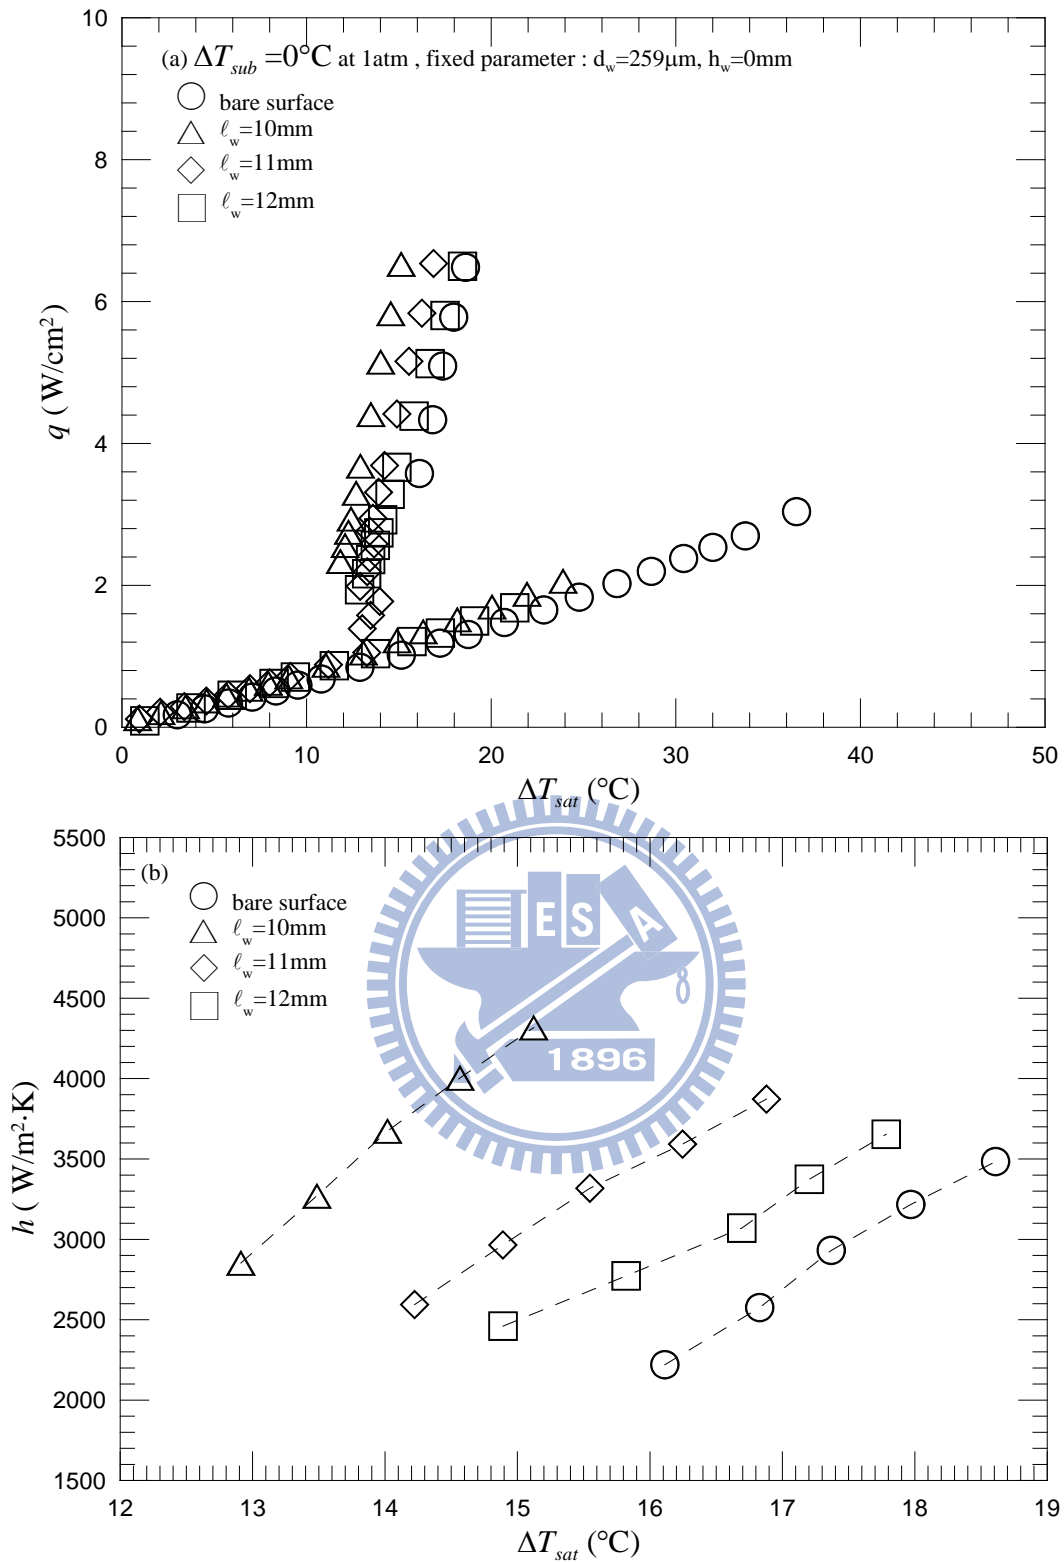 10
(a) ΔT_sub =0°C at 1atm , fixed parameter : d_w=259μm, h_w=0mm
bare surface
ℓ_w=10mm
8
ℓ_w=11mm
ℓ_w=12mm
6
q ( W/cm²)
4
2
0
0 10 20 30 40 50
ΔT_sat (°C)
5500
(b)
bare surface
5000
ℓ_w=10mm
E S A
ℓ_w=11mm
4500
ℓ_w=12mm
1896
4000
3500
h ( W/m²·K)
3000
2500
2000
1500
12 13 14 15 16 17 18 19
ΔT_sat (°C)